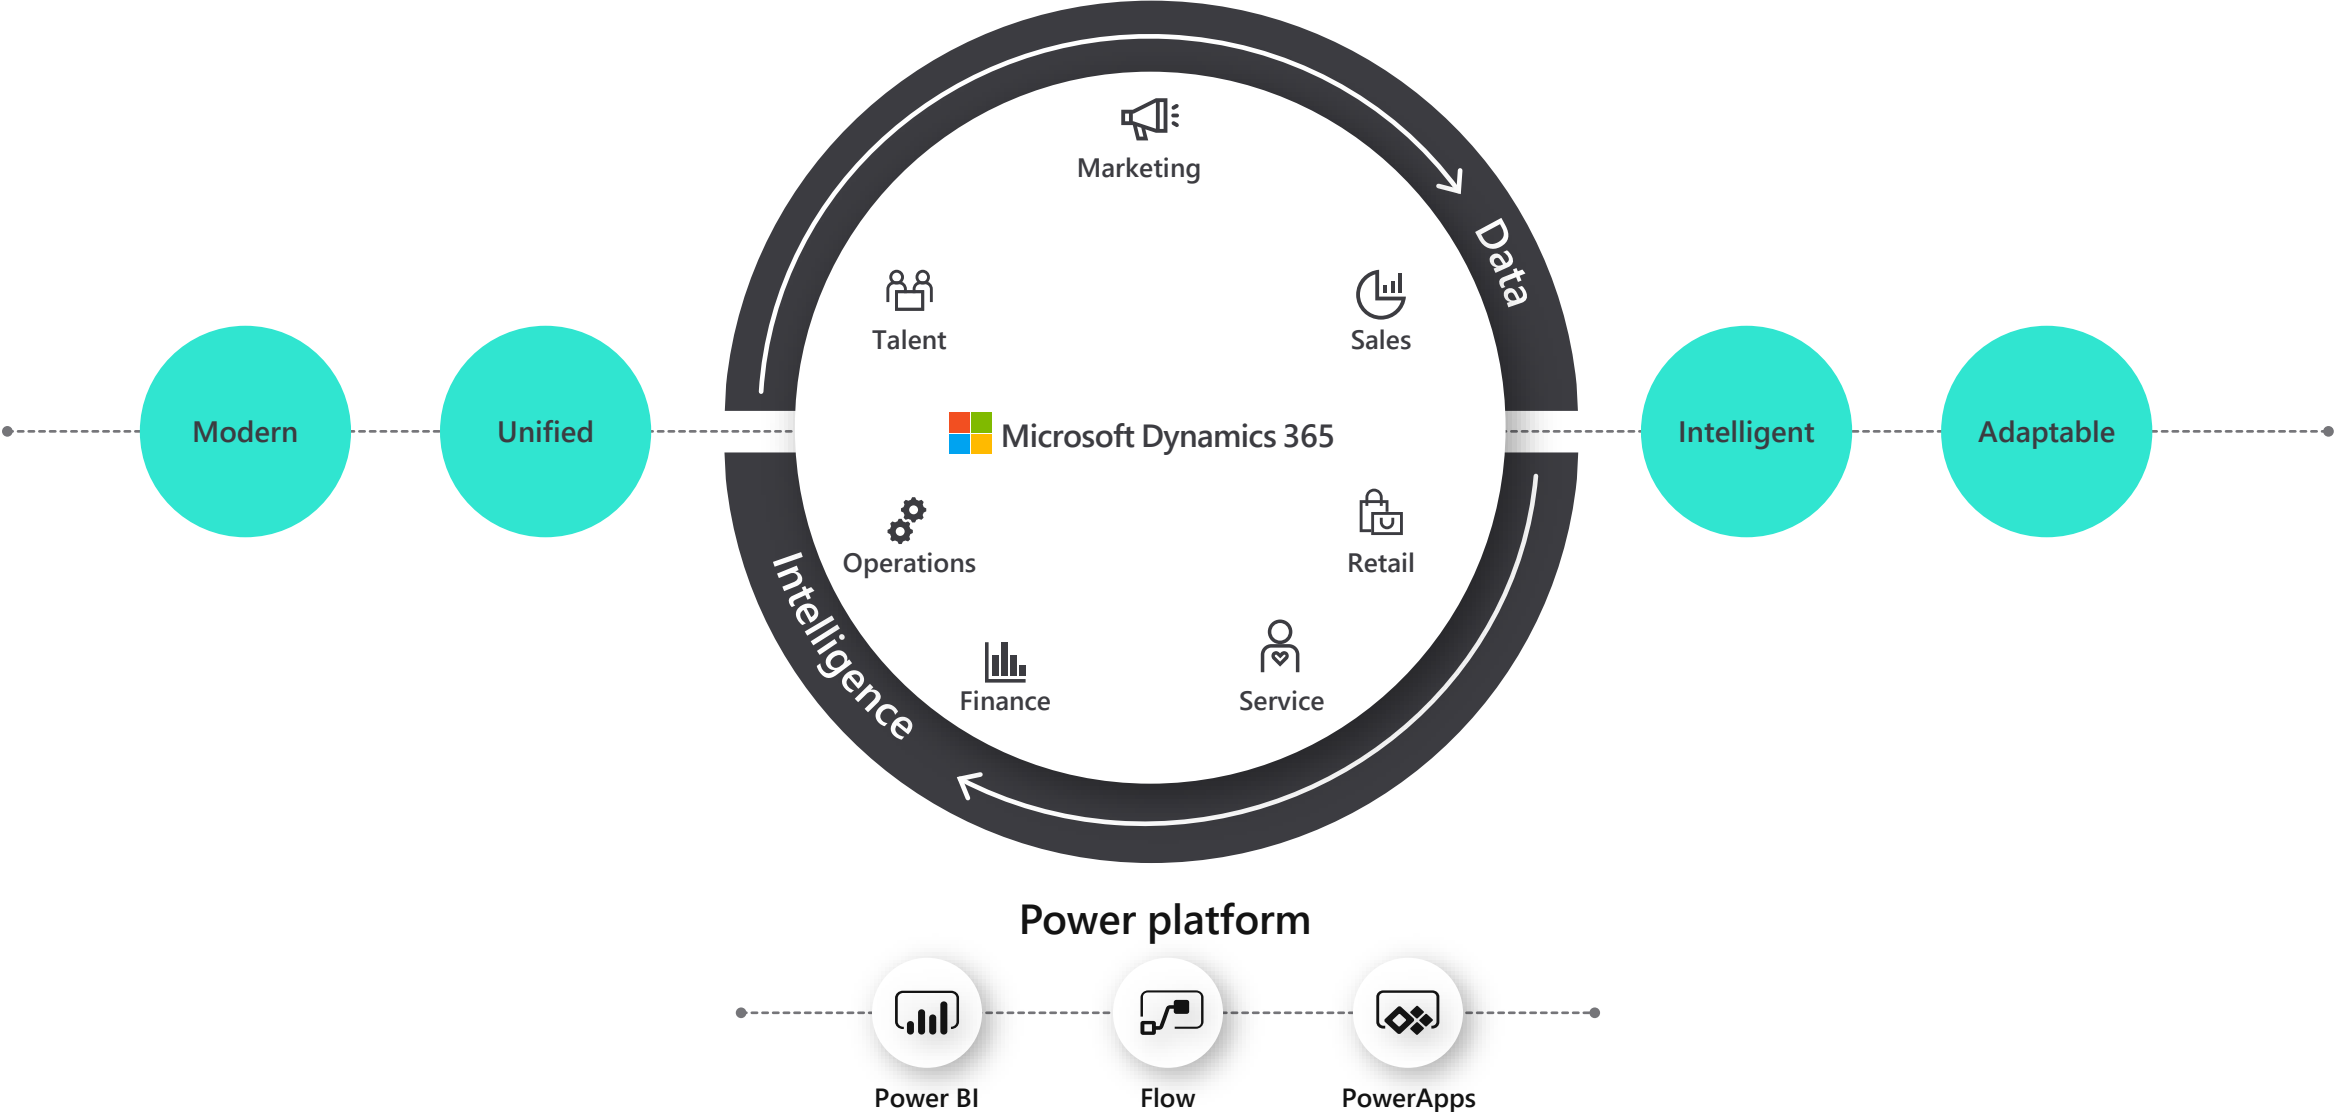 Marketing
Data
Talent
Sales
Modern
Unified
Microsoft Dynamics 365
Intelligent
Adaptable
Operations
Retail
Intelligence
Finance
Service
Power platform
Power BI
Flow
PowerApps